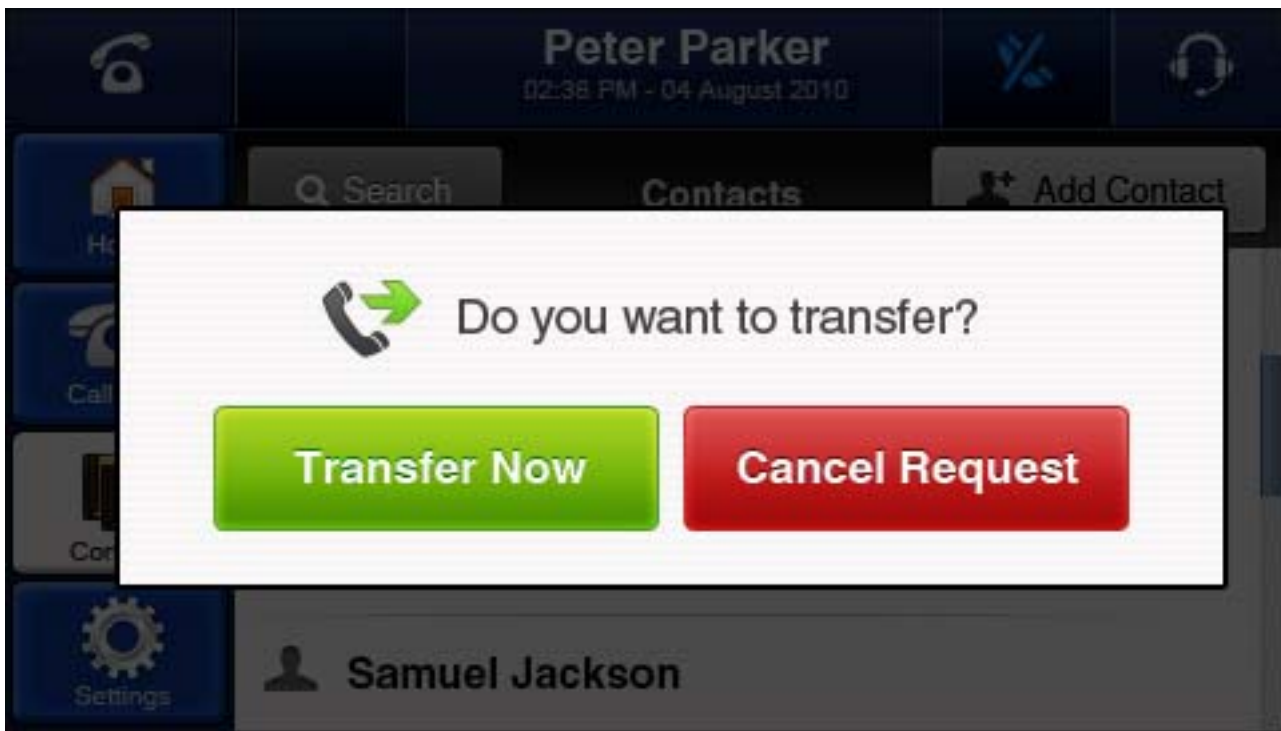 Peter Parker
02:38 PM - 04 August 2010
Search
Contacts
Add Contact
Do you want to transfer?
Transfer Now
Cancel Request
Call
Settings
Samuel Jackson